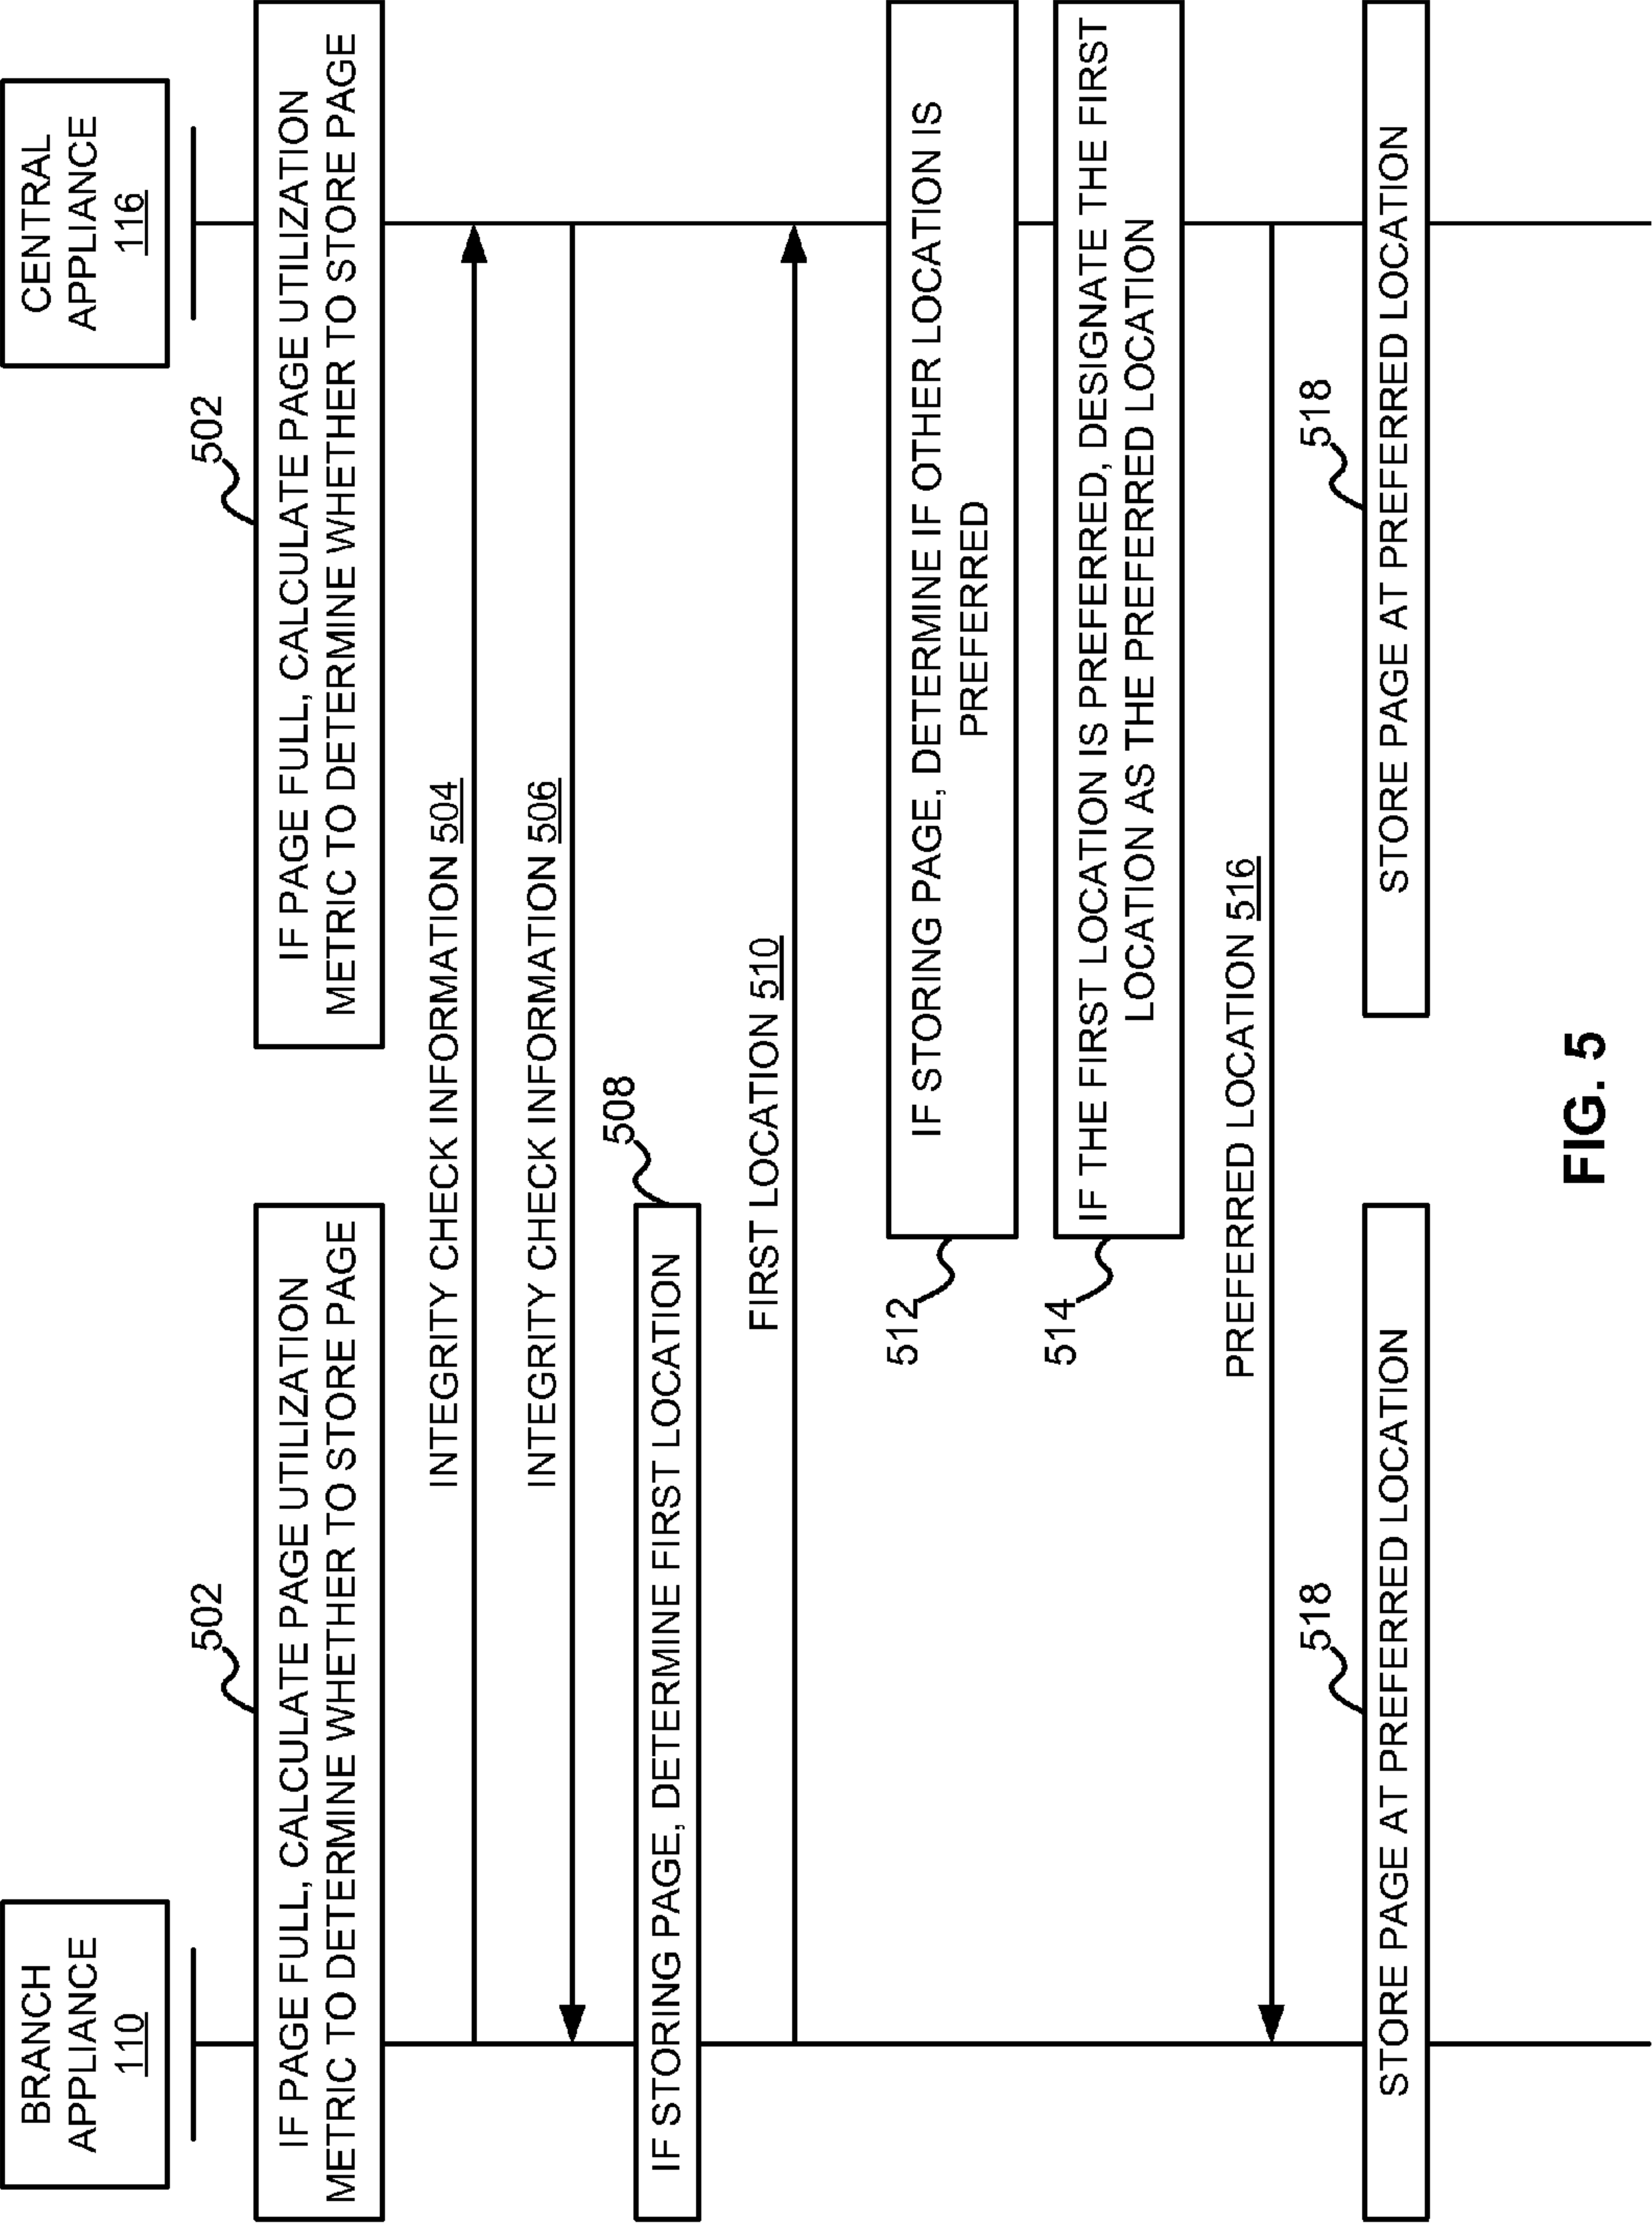 BRANCH
APPLIANCE
110
CENTRAL
APPLIANCE
116
502
502
IF PAGE FULL, CALCULATE PAGE UTILIZATION
METRIC TO DETERMINE WHETHER TO STORE PAGE
IF PAGE FULL, CALCULATE PAGE UTILIZATION
METRIC TO DETERMINE WHETHER TO STORE PAGE
INTEGRITY CHECK INFORMATION 504
INTEGRITY CHECK INFORMATION 506
508
IF STORING PAGE, DETERMINE FIRST LOCATION
FIRST LOCATION 510
512
IF STORING PAGE, DETERMINE IF OTHER LOCATION IS
PREFERRED
514
IF THE FIRST LOCATION IS PREFERRED, DESIGNATE THE FIRST
LOCATION AS THE PREFERRED LOCATION
PREFERRED LOCATION 516
518
518
STORE PAGE AT PREFERRED LOCATION
STORE PAGE AT PREFERRED LOCATION
FIG. 5